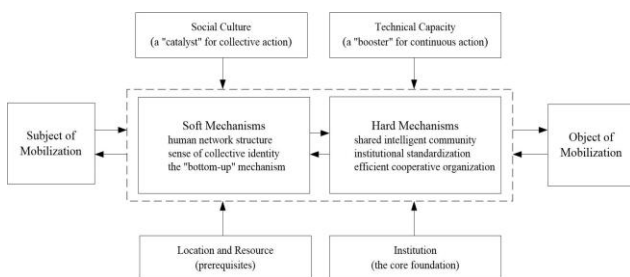 Social Culture
(a "catalyst" for collective action)
Technical Capacity
(a "booster" for continuous action)
Subject of
Mobilization
Soft Mechanisms
human network structure
sense of collective identity
the "bottom-up" mechanism
Hard Mechanisms
shared intelligent community
institutional standardization
efficient cooperative organization
Object of
Mobilization
Location and Resource
(prerequisites)
Institution
(the core foundation)